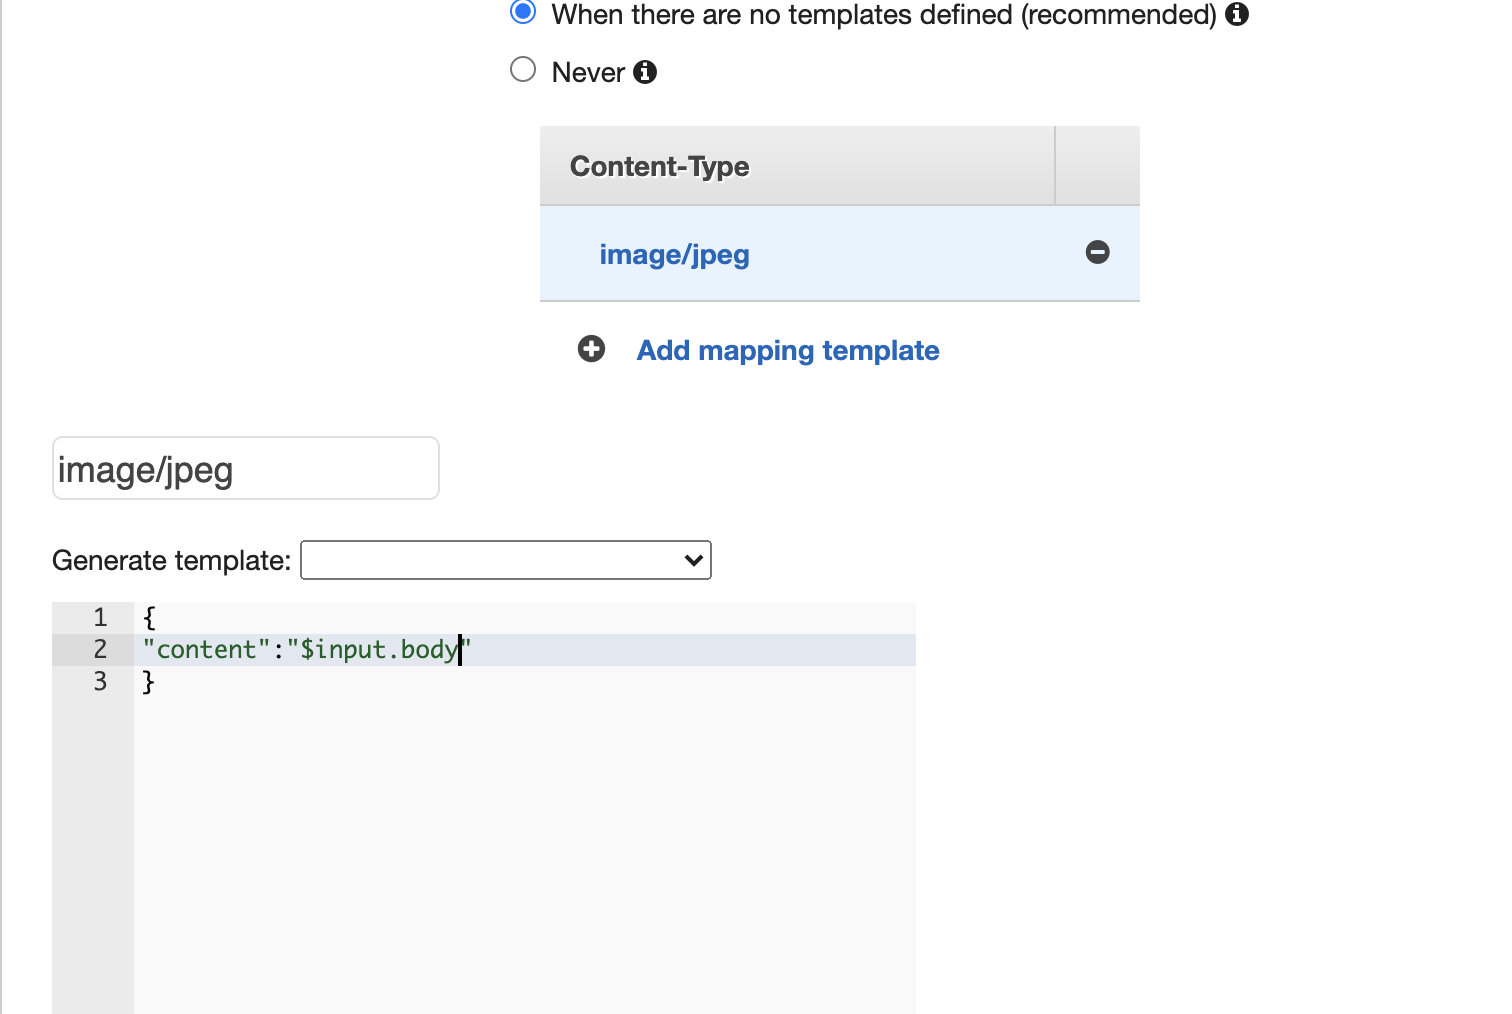 When there are no templates defined (recommended)
Never
Content-Type
image/jpeg
Add mapping template
image/jpeg
Generate template:
1 {
2 "content":"$input.body"
3 }